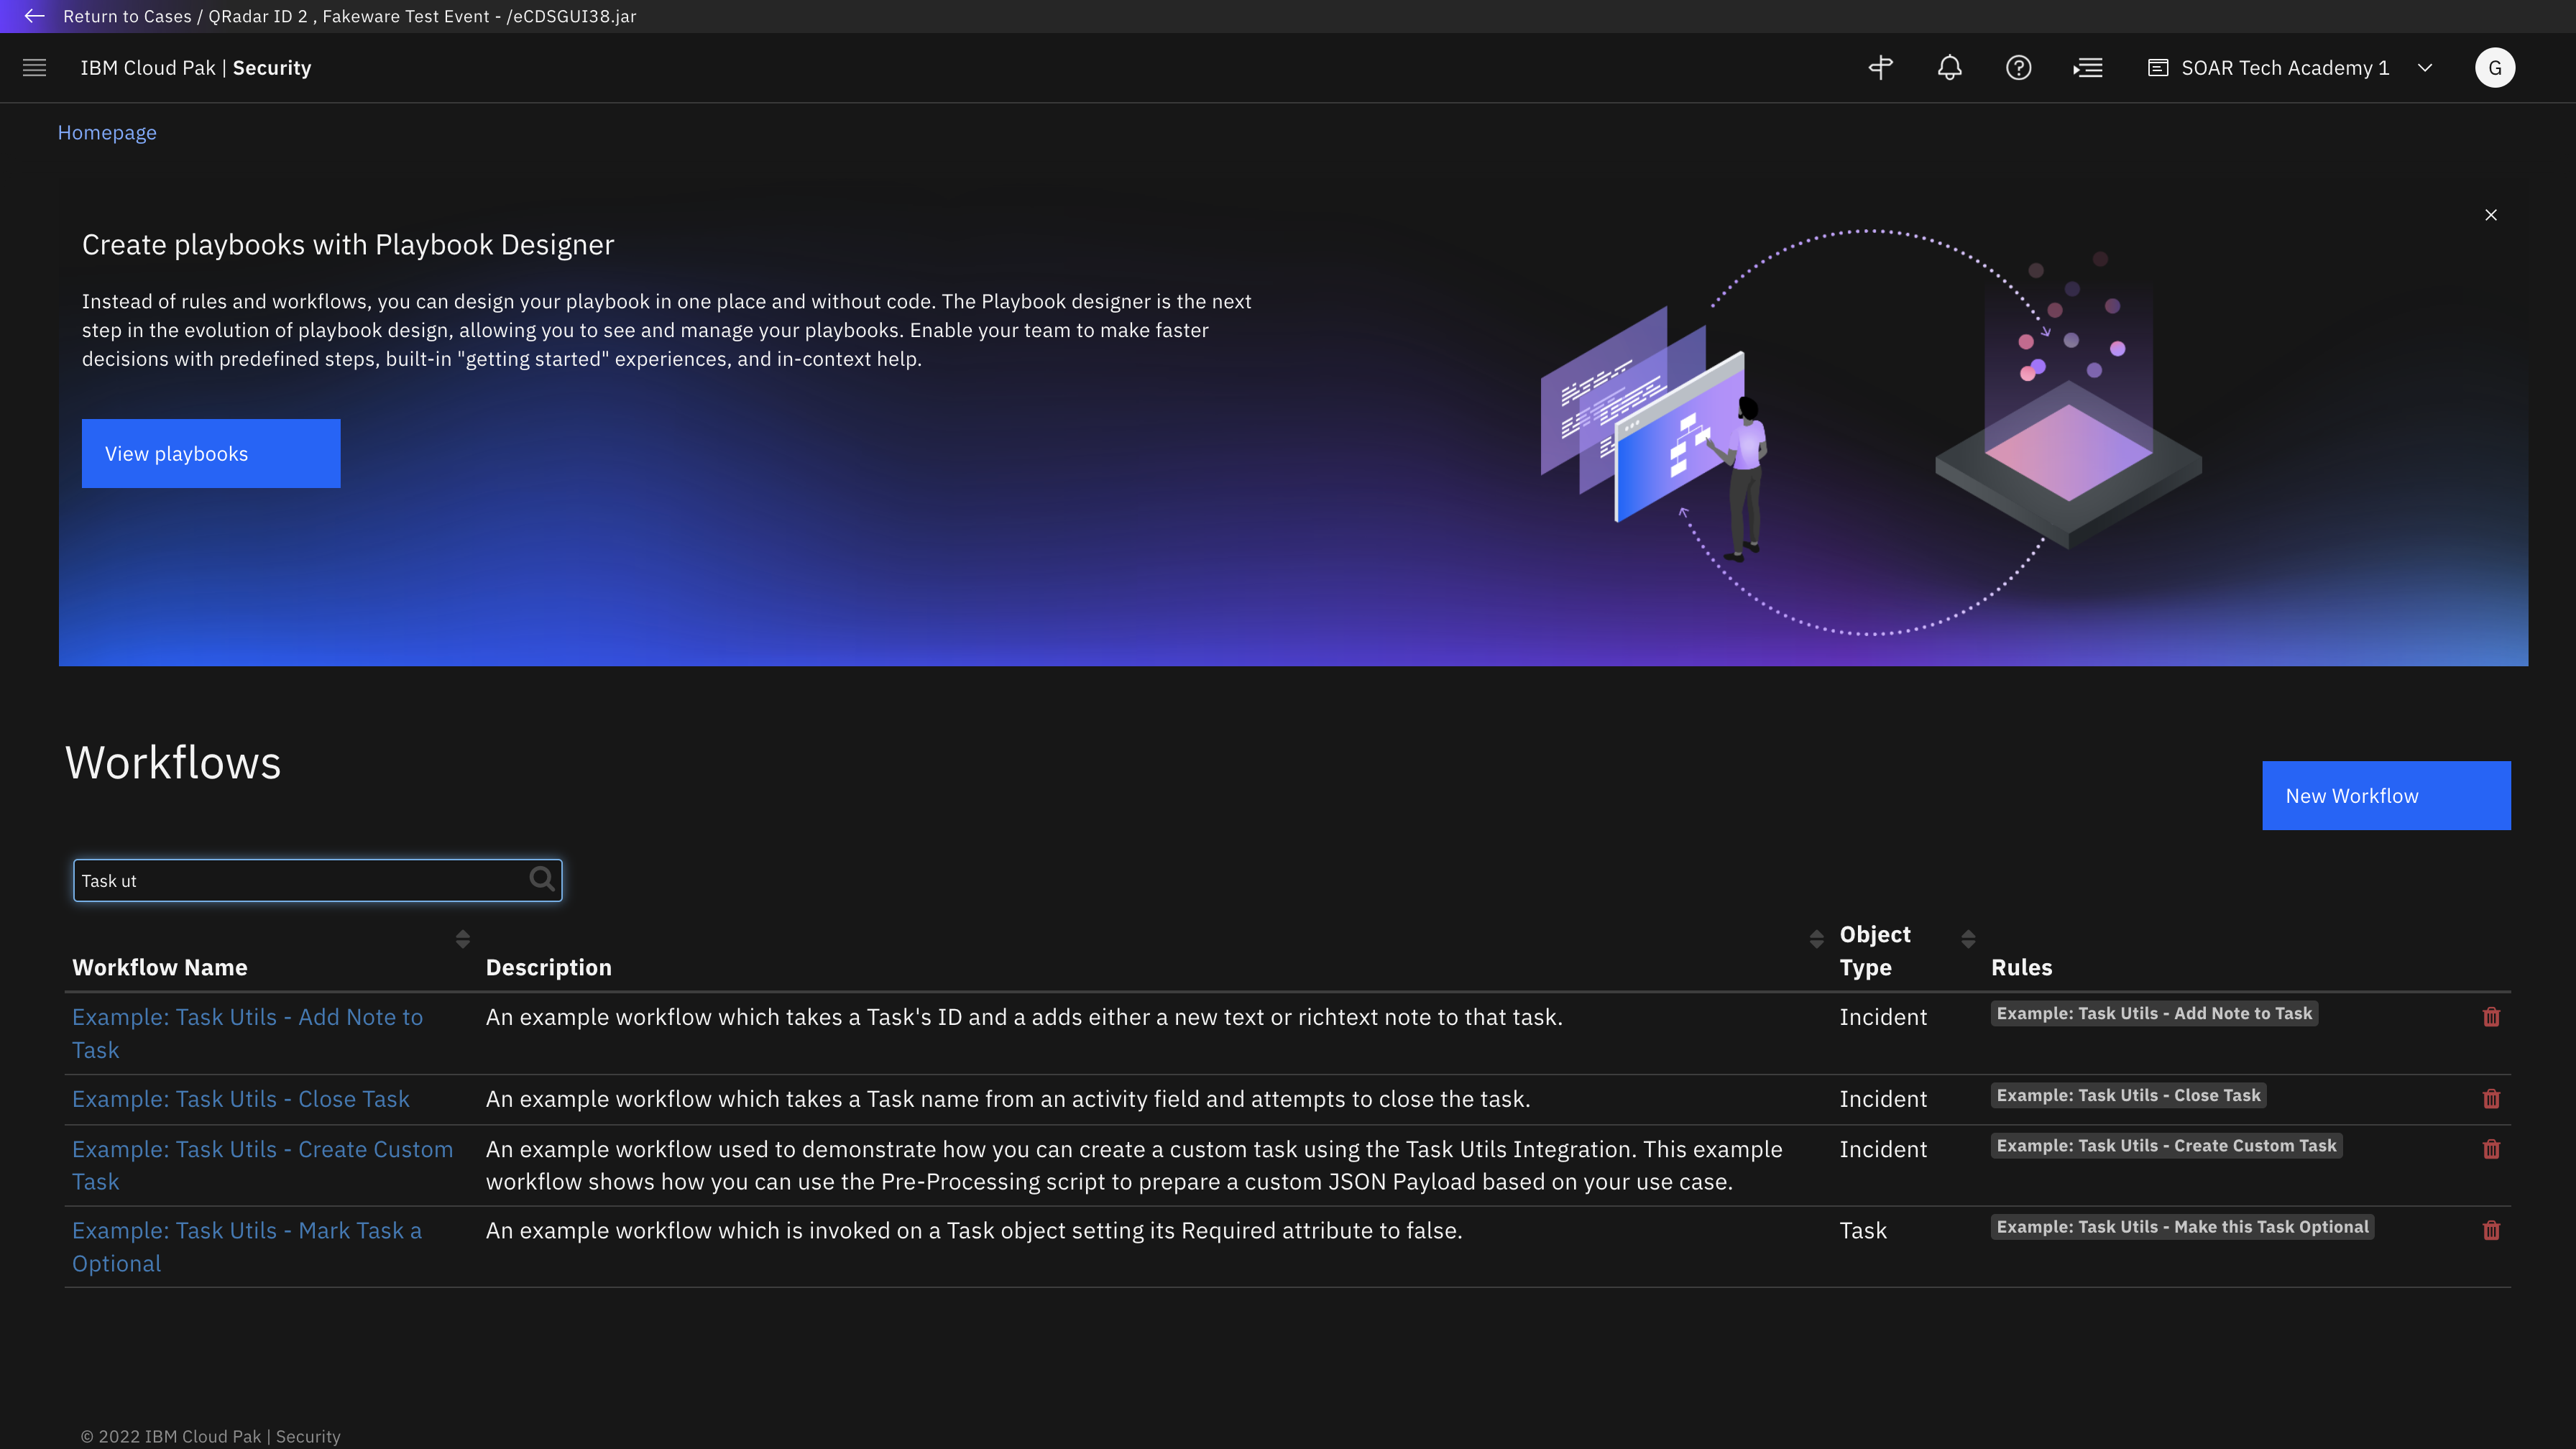 Return to Cases / QRadar ID 2 , Fakeware Test Event - /eCDSGUI38.jar
IBM Cloud Pak | Security
SOAR Tech Academy 1
G
Homepage
Create playbooks with Playbook Designer
Instead of rules and workflows, you can design your playbook in one place and without code. The Playbook designer is the next
step in the evolution of playbook design, allowing you to see and manage your playbooks. Enable your team to make faster
decisions with predefined steps, built-in "getting started" experiences, and in-context help.
View playbooks
Workflows
New Workflow
Task ut
Workflow Name Description Object Type Rules
Example: Task Utils - Add Note to Task
An example workflow which takes a Task's ID and a adds either a new text or richtext note to that task.
Incident
Example: Task Utils - Add Note to Task
Example: Task Utils - Close Task
An example workflow which takes a Task name from an activity field and attempts to close the task.
Incident
Example: Task Utils - Close Task
Example: Task Utils - Create Custom
Task
An example workflow used to demonstrate how you can create a custom task using the Task Utils Integration. This example
workflow shows how you can use the Pre-Processing script to prepare a custom JSON Payload based on your use case.
Incident
Example: Task Utils - Create Custom Task
Example: Task Utils - Mark Task a
Optional
An example workflow which is invoked on a Task object setting its Required attribute to false.
Task
Example: Task Utils - Make this Task Optional
© 2022 IBM Cloud Pak | Security